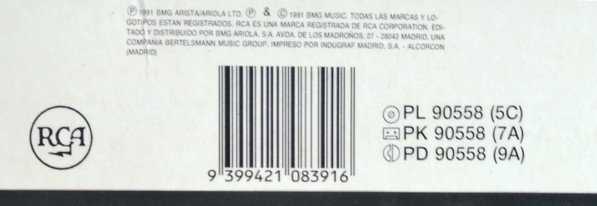 ℗ 1991 BMG ARISTA/ARIOLA LTD. ℗ & © 1991 BMG MUSIC. TODAS LAS MARCAS Y LO-
GOTIPOS ESTAN REGISTRADOS. RCA ES UNA MARCA REGISTRADA DE RCA CORPORATION. EDI-
TADO Y DISTRIBUIDO POR BMG ARIOLA, S.A. AVDA. DE LOS MADROÑOS, 27 - 28043 MADRID. UNA
COMPAÑIA BERTELSMANN MUSIC GROUP. IMPRESO POR INDUGRAF MADRID, S.A. - ALCORCON
(MADRID)
RCA
PL 90558 (5C)
PK 90558 (7A)
PD 90558 (9A)
9 399421 083916